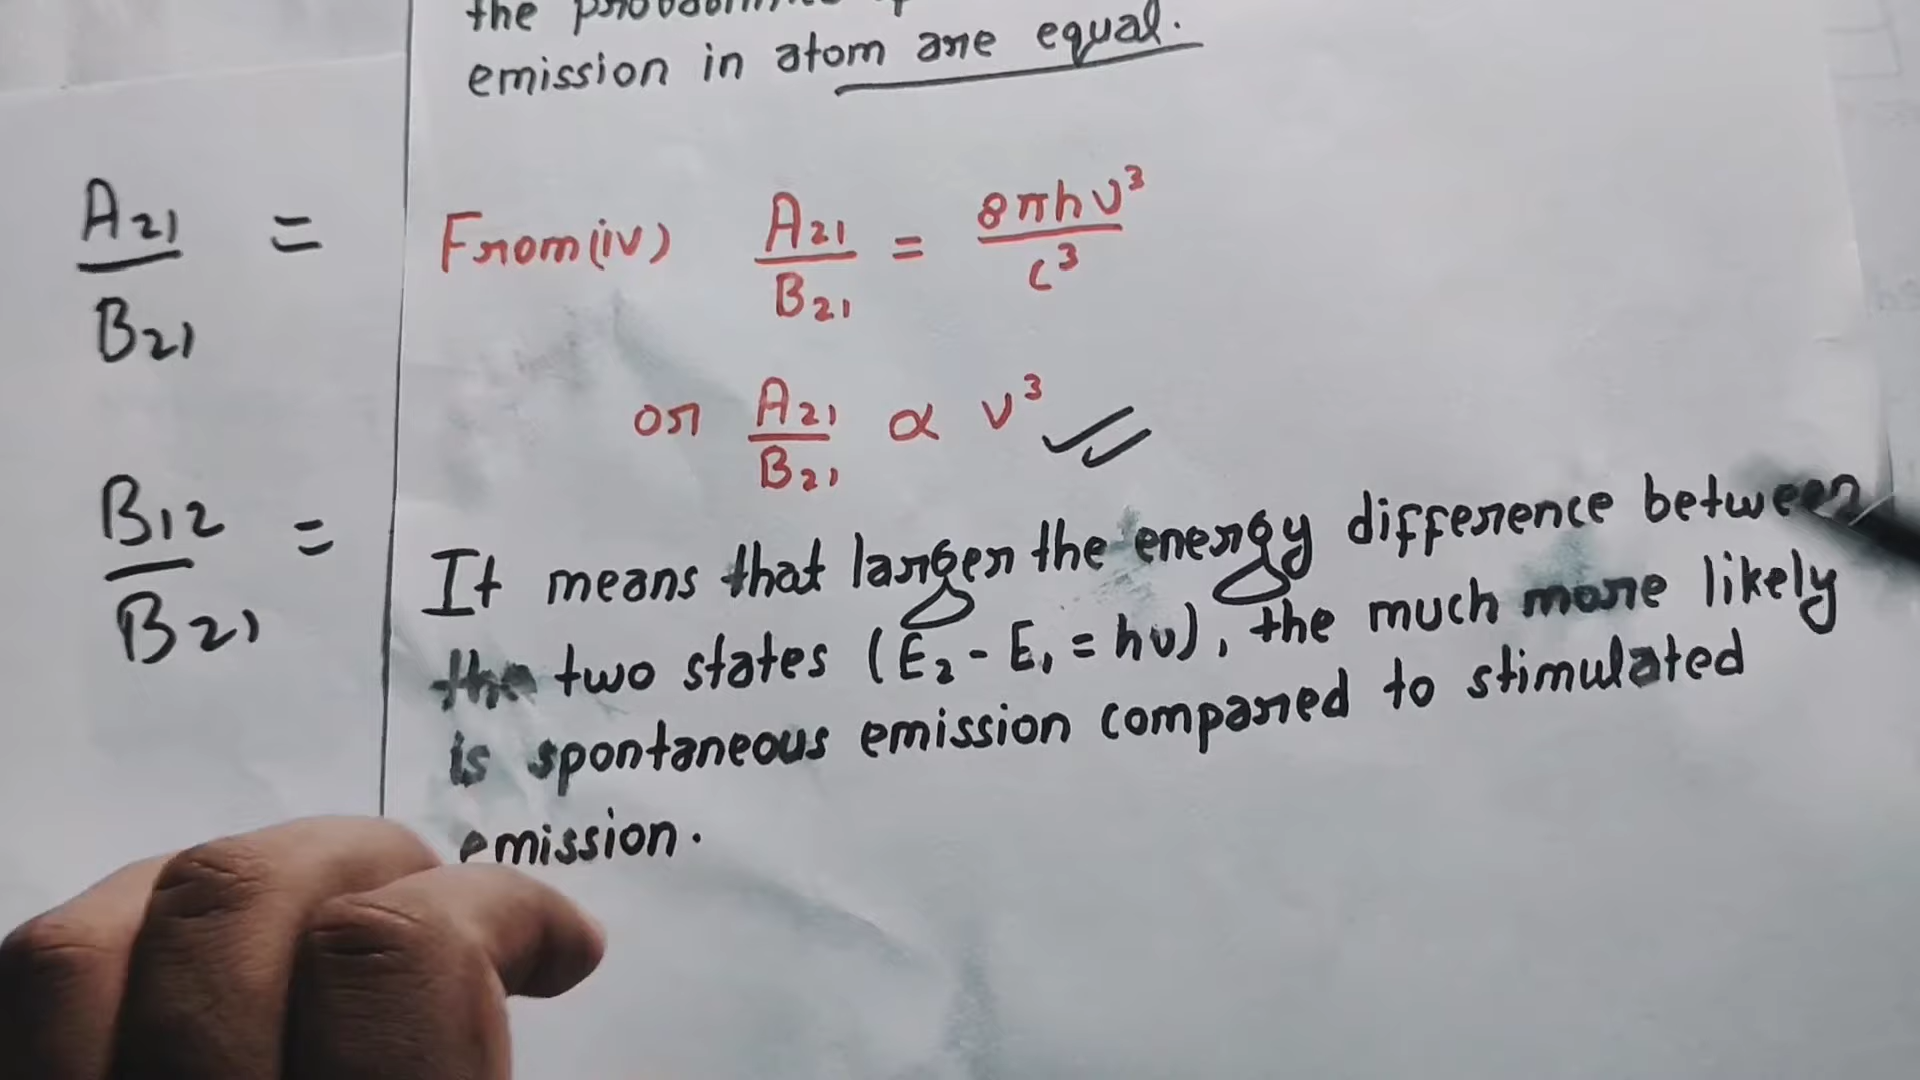 the
emission in atom are equal.
A21/B21 =
From (iv) A21/B21 = 8πhν³/c³
or A21/B21 ∝ ν³
B12/B21 =
It means that larger the energy difference between
the two states (E2 - E1 = hν), the much more likely
is spontaneous emission compared to stimulated
emission.